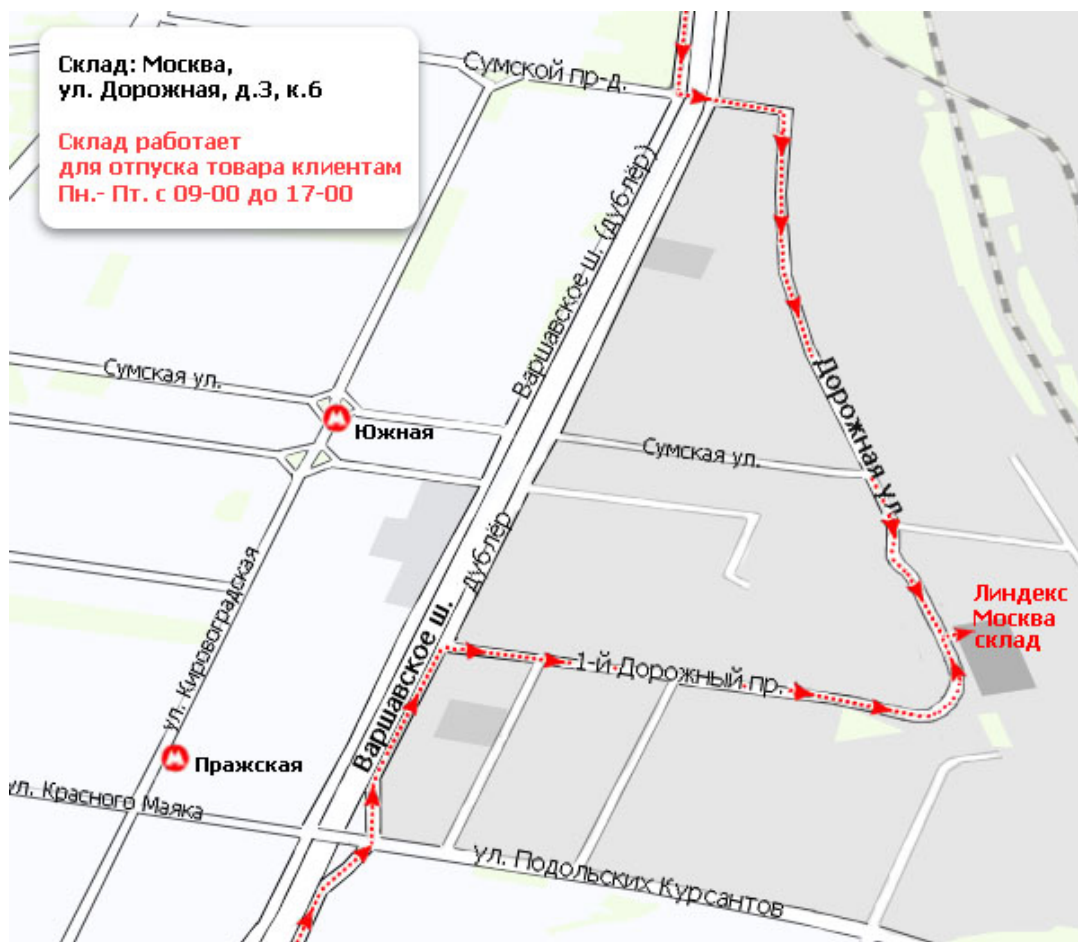 Склад: Москва,
ул. Дорожная, д.3, к.6
Склад работает
для отпуска товара клиентам
Пн.- Пт. с 09-00 до 17-00
Сумской пр-д.
Варшавское ш. (дублёр)
Сумская ул.
Южная
Дорожная ул.
Сумская ул.
дублёр
Варшавское ш.
ул. Кировоградская
Линдекс
Москва
склад
1-й Дорожный пр.
Пражская
ул. Красного Маяка
ул. Подольских Курсантов